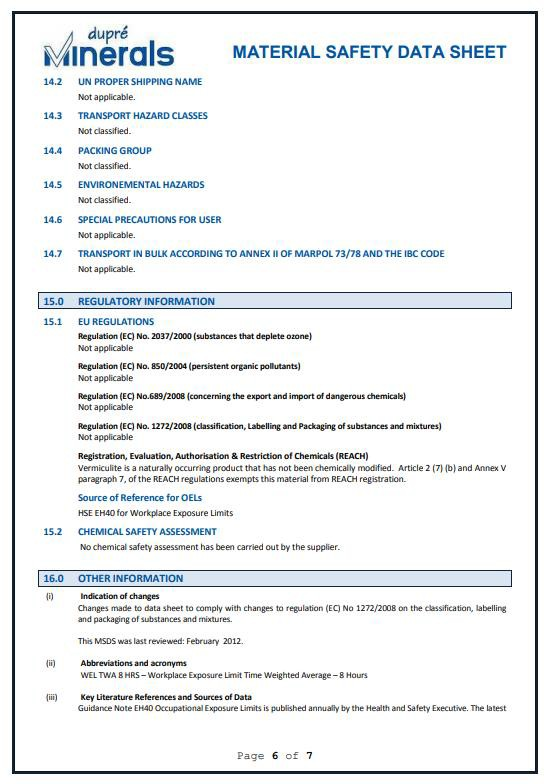 dupré
Minerals
MATERIAL SAFETY DATA SHEET
14.2 UN PROPER SHIPPING NAME
Not applicable.
14.3 TRANSPORT HAZARD CLASSES
Not classified.
14.4 PACKING GROUP
Not classified.
14.5 ENVIRONEMENTAL HAZARDS
Not classified.
14.6 SPECIAL PRECAUTIONS FOR USER
Not applicable.
14.7 TRANSPORT IN BULK ACCORDING TO ANNEX II OF MARPOL 73/78 AND THE IBC CODE
Not applicable.
15.0 REGULATORY INFORMATION
15.1 EU REGULATIONS
Regulation (EC) No. 2037/2000 (substances that deplete ozone)
Not applicable
Regulation (EC) No. 850/2004 (persistent organic pollutants)
Not applicable
Regulation (EC) No.689/2008 (concerning the export and import of dangerous chemicals)
Not applicable
Regulation (EC) No. 1272/2008 (classification, Labelling and Packaging of substances and mixtures)
Not applicable
Registration, Evaluation, Authorisation & Restriction of Chemicals (REACH)
Vermiculite is a naturally occurring product that has not been chemically modified. Article 2 (7) (b) and Annex V
paragraph 7, of the REACH regulations exempts this material from REACH registration.
Source of Reference for OELs
HSE EH40 for Workplace Exposure Limits
15.2 CHEMICAL SAFETY ASSESSMENT
No chemical safety assessment has been carried out by the supplier.
16.0 OTHER INFORMATION
(i) Indication of changes
Changes made to data sheet to comply with changes to regulation (EC) No 1272/2008 on the classification, labelling
and packaging of substances and mixtures.
This MSDS was last reviewed: February 2012.
(ii) Abbreviations and acronyms
WEL TWA 8 HRS – Workplace Exposure Limit Time Weighted Average – 8 Hours
(iii) Key Literature References and Sources of Data
Guidance Note EH40 Occupational Exposure Limits is published annually by the Health and Safety Executive. The latest
Page 6 of 7